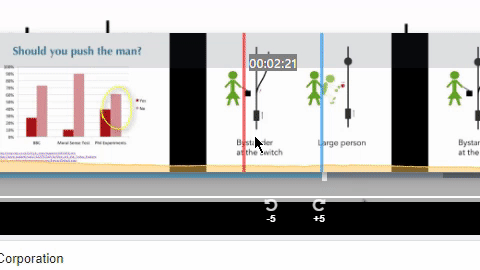 Should you push the man?
100%
90%
80%
70%
60%
50%
40%
30%
20%
10%
0%
Yes
No
BBC
Moral Sense Test
PHI Experiments
00:02:21
Bystander
at the switch
Large person
Bystan
at the s
-5
+5
Corporation